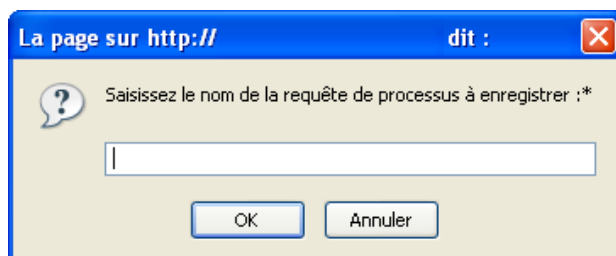 La page sur http:// dit :
Saisissez le nom de la requête de processus à enregistrer :*
OK
Annuler